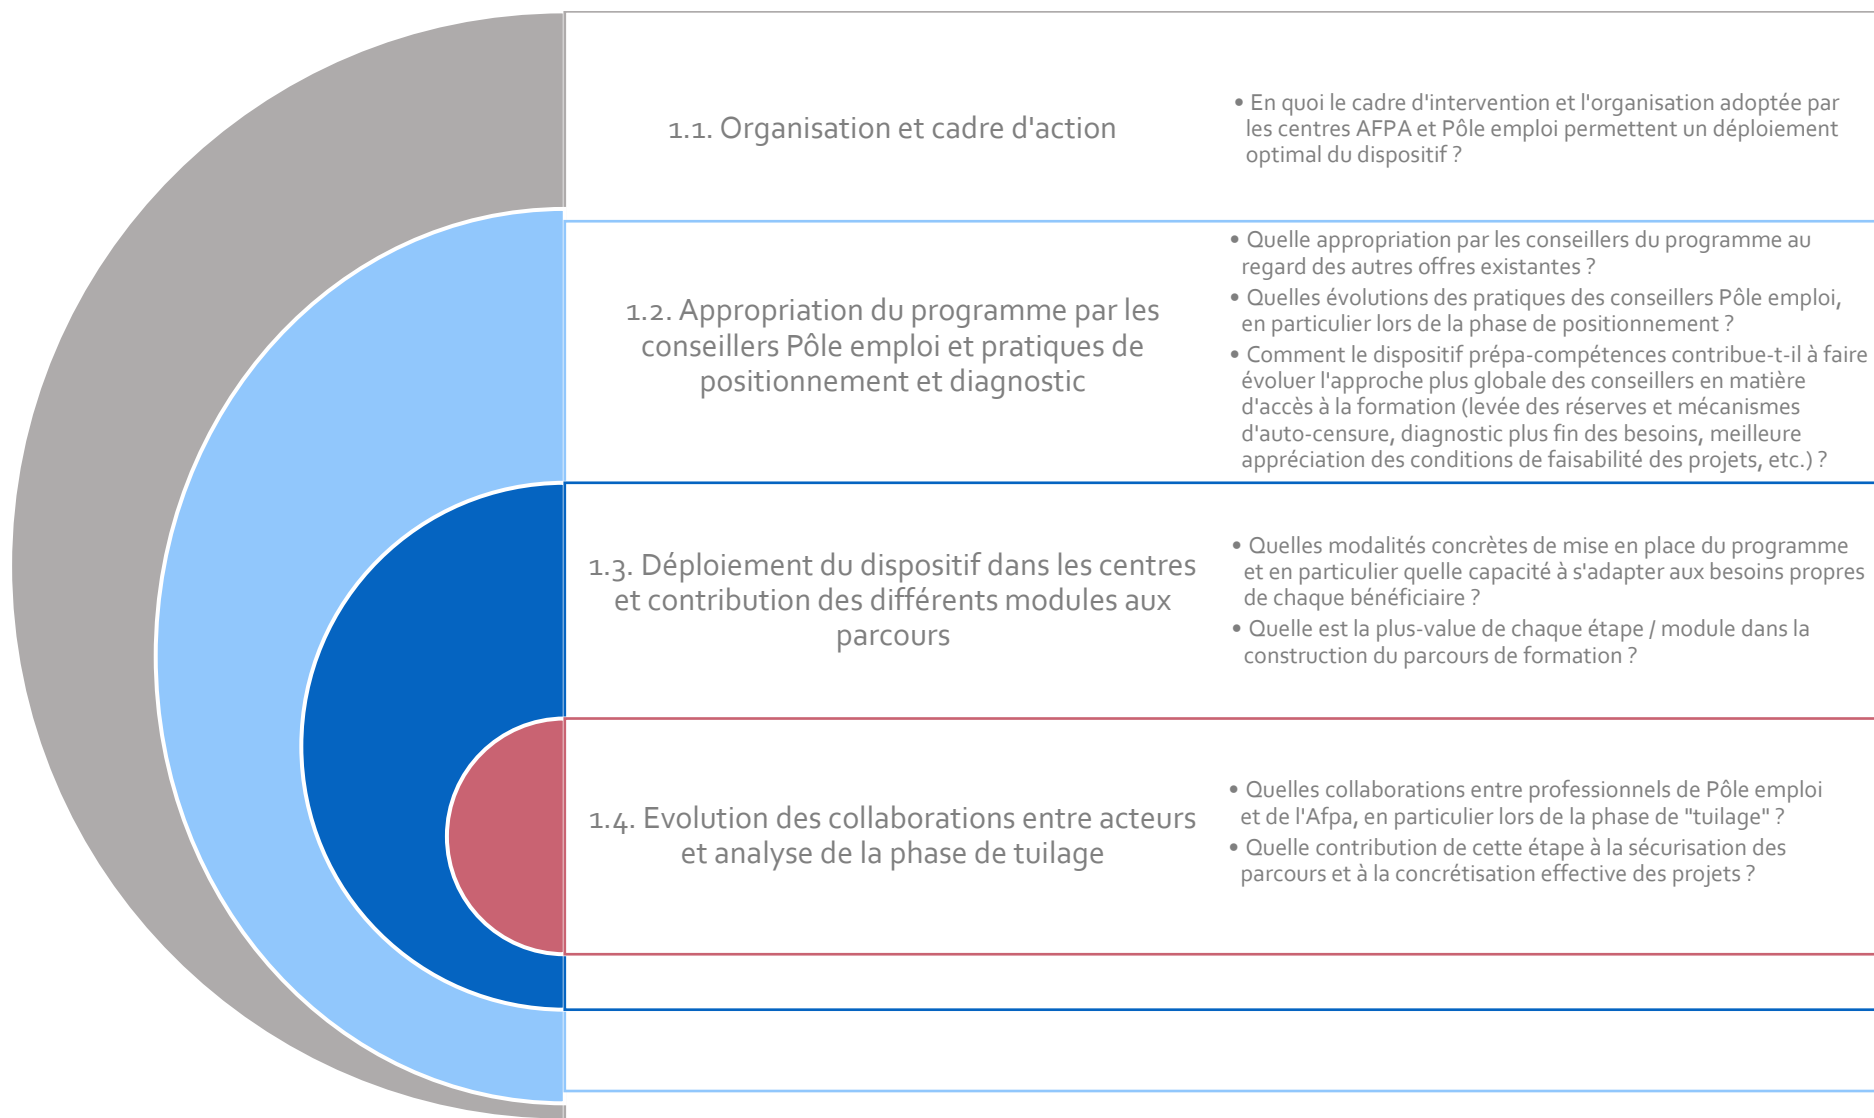 1.1. Organisation et cadre d'action
• En quoi le cadre d'intervention et l'organisation adoptée par
les centres AFPA et Pôle emploi permettent un déploiement
optimal du dispositif ?
1.2. Appropriation du programme par les
conseillers Pôle emploi et pratiques de
positionnement et diagnostic
• Quelle appropriation par les conseillers du programme au
regard des autres offres existantes ?
• Quelles évolutions des pratiques des conseillers Pôle emploi,
en particulier lors de la phase de positionnement ?
• Comment le dispositif prépa-compétences contribue-t-il à faire
évoluer l'approche plus globale des conseillers en matière
d'accès à la formation (levée des réserves et mécanismes
d'auto-censure, diagnostic plus fin des besoins, meilleure
appréciation des conditions de faisabilité des projets, etc.) ?
1.3. Déploiement du dispositif dans les centres
et contribution des différents modules aux
parcours
• Quelles modalités concrètes de mise en place du programme
et en particulier quelle capacité à s'adapter aux besoins propres
de chaque bénéficiaire ?
• Quelle est la plus-value de chaque étape / module dans la
construction du parcours de formation ?
1.4. Evolution des collaborations entre acteurs
et analyse de la phase de tuilage
• Quelles collaborations entre professionnels de Pôle emploi
et de l'Afpa, en particulier lors de la phase de "tuilage" ?
• Quelle contribution de cette étape à la sécurisation des
parcours et à la concrétisation effective des projets ?